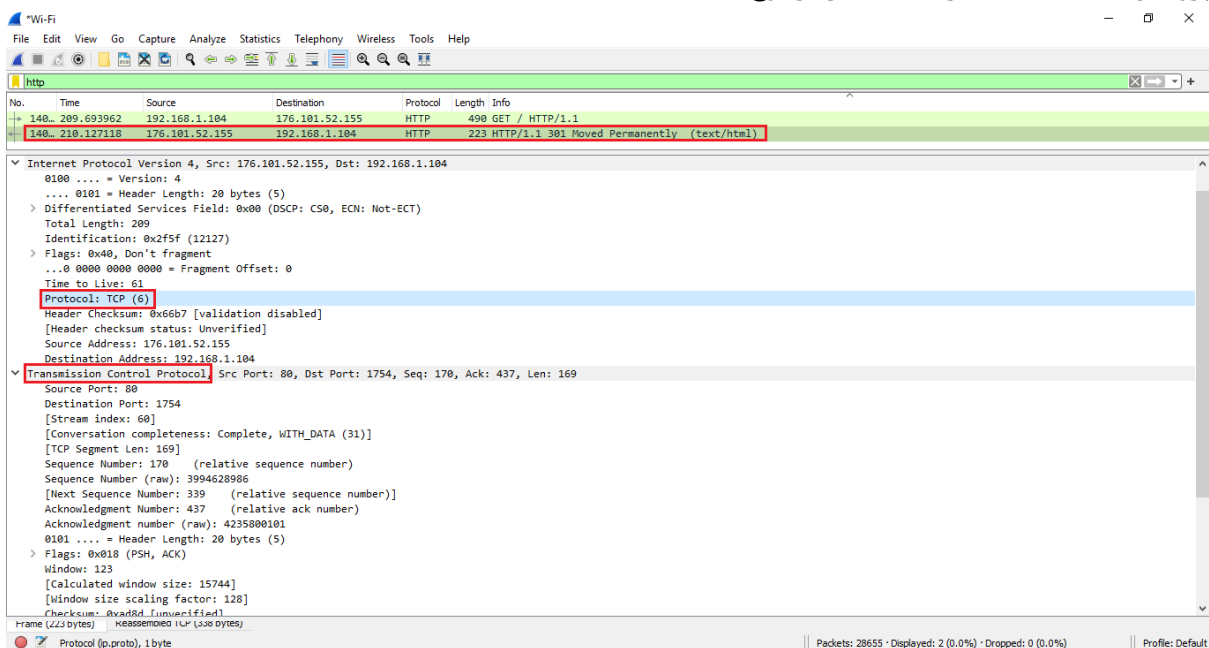 *Wi-Fi
File Edit View Go Capture Analyze Statistics Telephony Wireless Tools Help
http
No. Time Source Destination Protocol Length Info
140… 209.693962 192.168.1.104 176.101.52.155 HTTP 490 GET / HTTP/1.1
140… 210.127118 176.101.52.155 192.168.1.104 HTTP 223 HTTP/1.1 301 Moved Permanently (text/html)
Internet Protocol Version 4, Src: 176.101.52.155, Dst: 192.168.1.104
0100 .... = Version: 4
.... 0101 = Header Length: 20 bytes (5)
Differentiated Services Field: 0x00 (DSCP: CS0, ECN: Not-ECT)
Total Length: 209
Identification: 0x2f5f (12127)
Flags: 0x40, Don't fragment
...0 0000 0000 0000 = Fragment Offset: 0
Time to Live: 61
Protocol: TCP (6)
Header Checksum: 0x66b7 [validation disabled]
[Header checksum status: Unverified]
Source Address: 176.101.52.155
Destination Address: 192.168.1.104
Transmission Control Protocol, Src Port: 80, Dst Port: 1754, Seq: 170, Ack: 437, Len: 169
Source Port: 80
Destination Port: 1754
[Stream index: 60]
[Conversation completeness: Complete, WITH_DATA (31)]
[TCP Segment Len: 169]
Sequence Number: 170 (relative sequence number)
Sequence Number (raw): 3994628986
[Next Sequence Number: 339 (relative sequence number)]
Acknowledgment Number: 437 (relative ack number)
Acknowledgment number (raw): 4235800101
0101 .... = Header Length: 20 bytes (5)
Flags: 0x018 (PSH, ACK)
Window: 123
[Calculated window size: 15744]
[Window size scaling factor: 128]
Checksum: 0xad8d [unverified]
Frame (223 bytes) Reassembled TCP (338 bytes)
Protocol (ip.proto), 1 byte Packets: 28655 · Displayed: 2 (0.0%) · Dropped: 0 (0.0%) Profile: Default